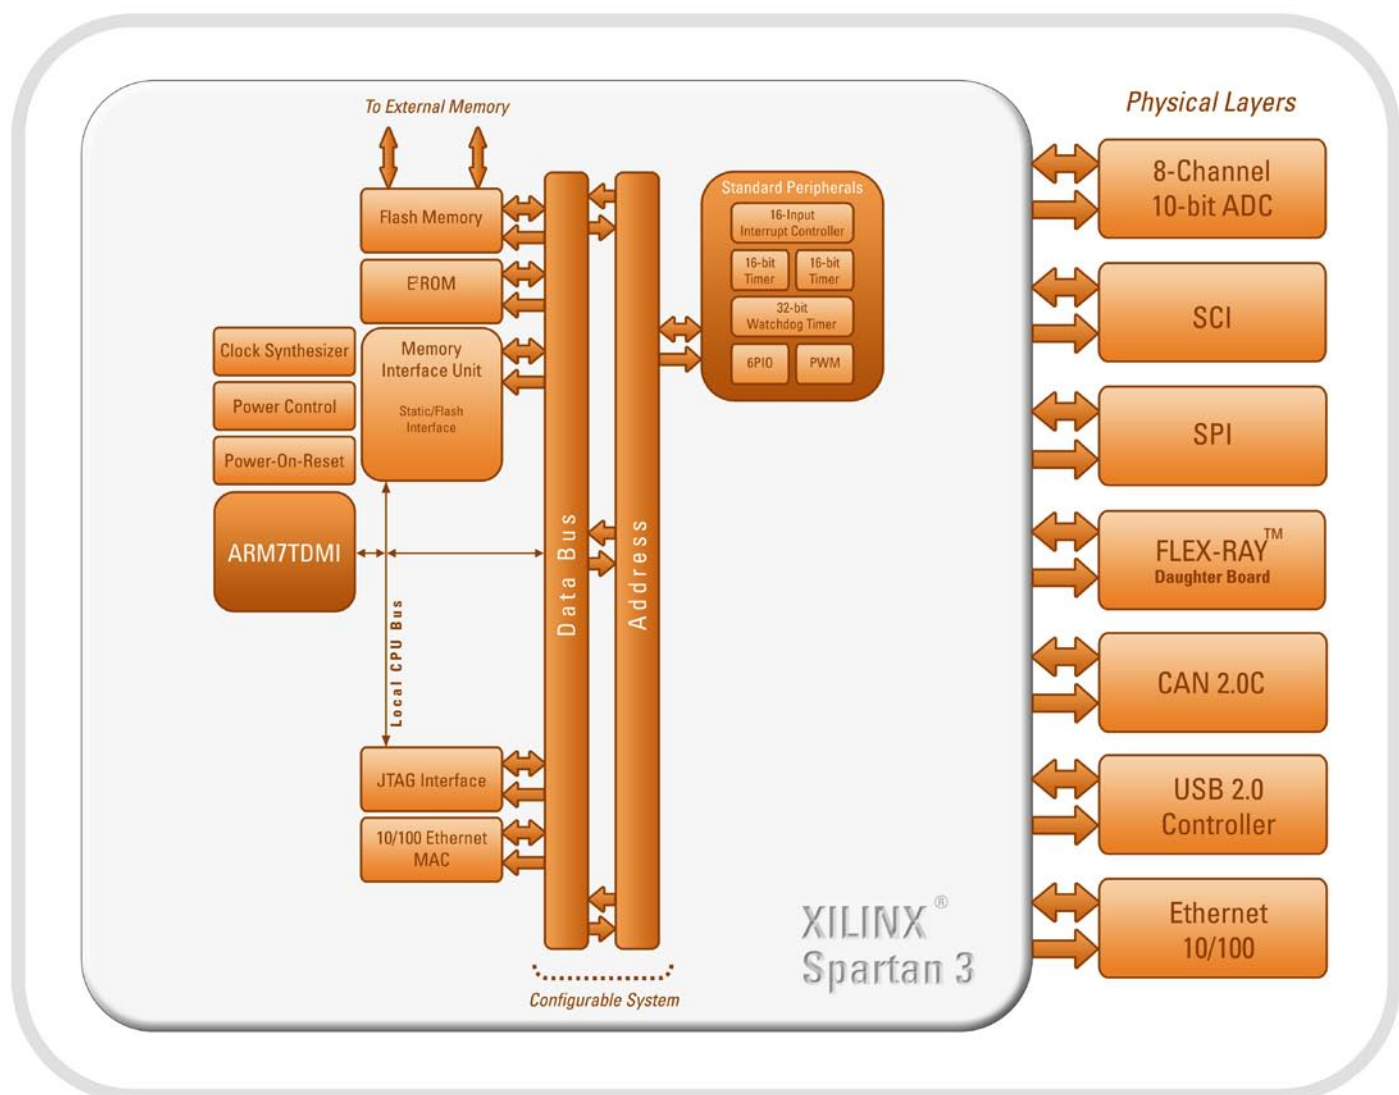 To External Memory
Physical Layers
Flash Memory
E²ROM
Clock Synthesizer
Power Control
Power-On-Reset
Memory
Interface Unit
Static/Flash
Interface
ARM7TDMI
Local CPU Bus
JTAG Interface
10/100 Ethernet
MAC
Data Bus
Address
Configurable System
Standard Peripherals
16-Input
Interrupt Controller
16-bit
Timer
16-bit
Timer
32-bit
Watchdog Timer
6PIO
PWM
XILINX®
Spartan 3
8-Channel
10-bit ADC
SCI
SPI
FLEX-RAY™
Daughter Board
CAN 2.0C
USB 2.0
Controller
Ethernet
10/100